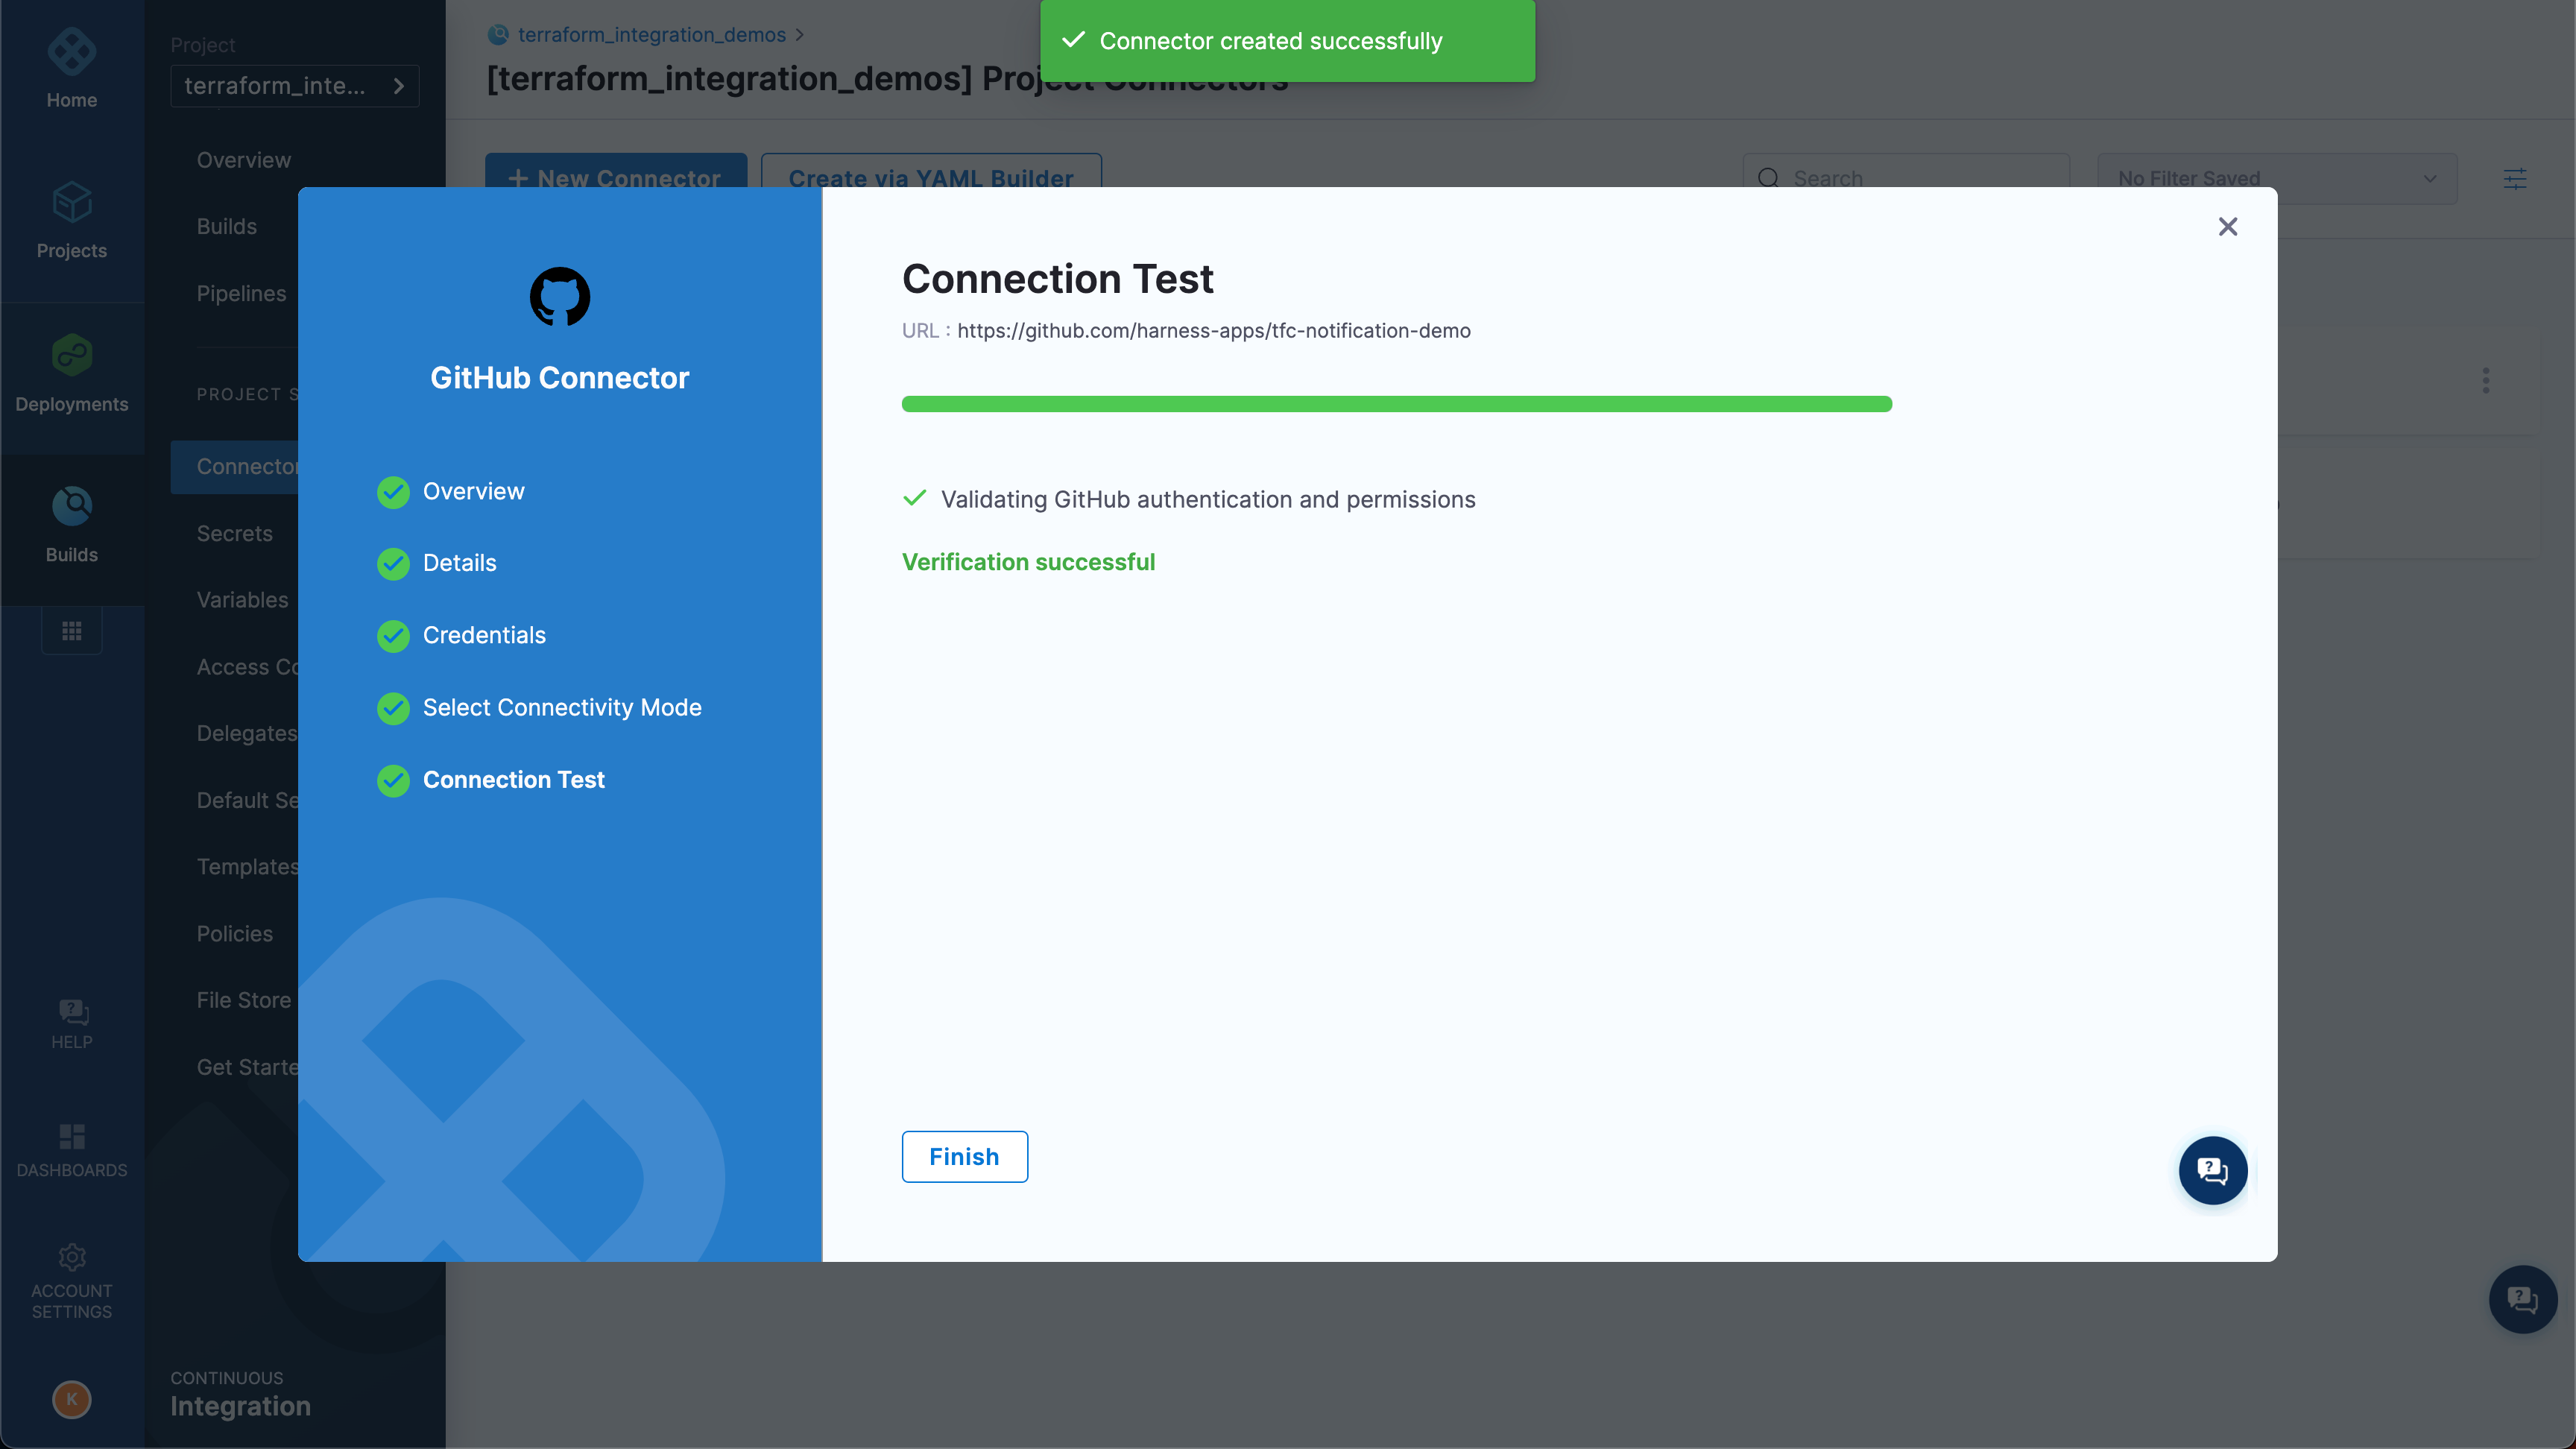 Home
Projects
Deployments
Builds
HELP
DASHBOARDS
ACCOUNT
SETTINGS
K
Project
terraform_inte...
Overview
Builds
Pipelines
PROJECT S
Connector
Secrets
Variables
Access Co
Delegates
Default Se
Templates
Policies
File Store
Get Starte
CONTINUOUS
Integration
terraform_integration_demos
[terraform_integration_demos] Project Connectors
Connector created successfully
+ New Connector
Create via YAML Builder
Search
No Filter Saved
GitHub Connector
Overview
Details
Credentials
Select Connectivity Mode
Connection Test
Connection Test
URL : https://github.com/harness-apps/tfc-notification-demo
Validating GitHub authentication and permissions
Verification successful
Finish